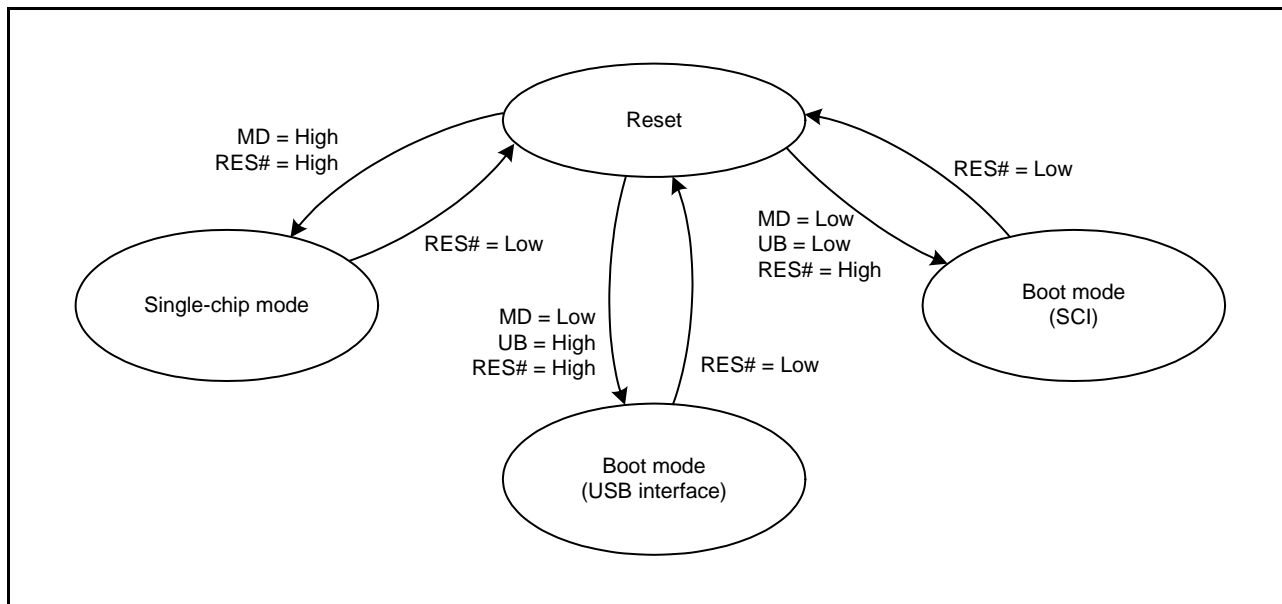 Reset
MD = High
RES# = High
RES# = Low
RES# = Low
MD = Low
UB = Low
RES# = High
Single-chip mode
MD = Low
UB = High
RES# = High
RES# = Low
Boot mode
(SCI)
Boot mode
(USB interface)